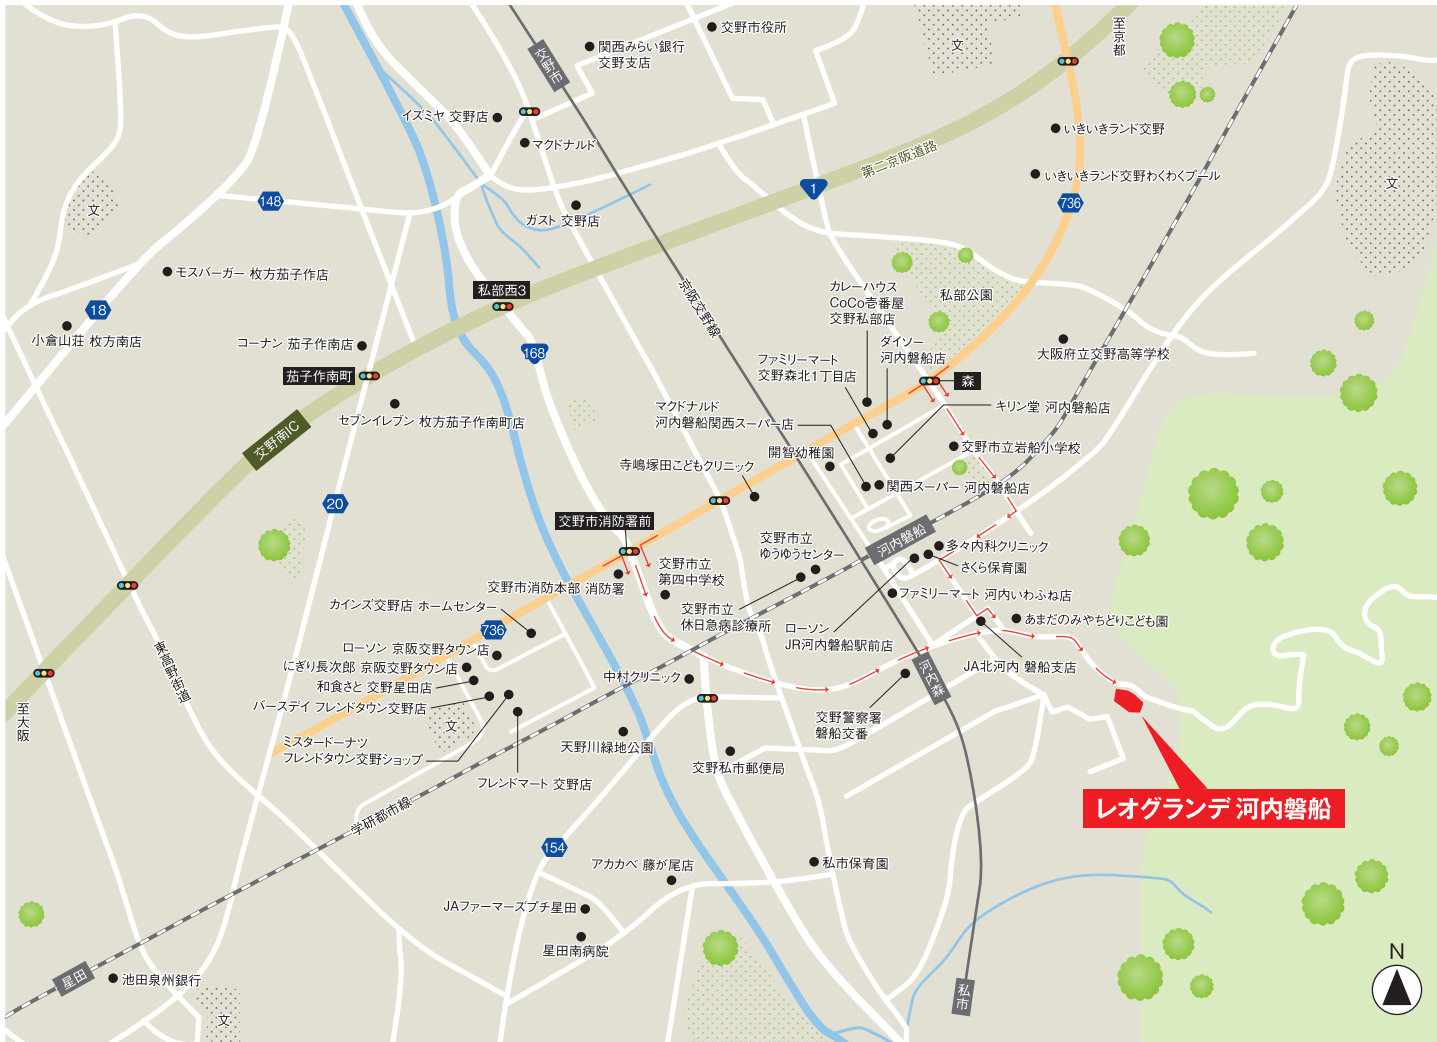 交野市役所
至京都
関西みらい銀行
交野支店
文
交野市
イズミヤ 交野店
マクドナルド
いきいきランド交野
第二京阪道路
いきいきランド交野わくわくプール
文
1
736
148
文
ガスト 交野店
モスバーガー 枚方茄子作店
私部西3
京阪交野線
カレーハウス
CoCo壱番屋
交野私部店
私部公園
18
小倉山荘 枚方南店
コーナン 茄子作南店
168
ダイソー
河内磐船店
大阪府立交野高等学校
茄子作南町
ファミリーマート
交野森北1丁目店
森
セブンイレブン 枚方茄子作南町店
マクドナルド
河内磐船関西スーパー店
キリン堂 河内磐船店
交野南IC
開智幼稚園
交野市立岩船小学校
寺嶋塚田こどもクリニック
関西スーパー 河内磐船店
20
交野市消防署前
河内磐船
交野市立
ゆうゆうセンター
多々内科クリニック
さくら保育園
交野市立
第四中学校
交野市消防本部 消防署
ファミリーマート 河内いわふね店
カインズ交野店 ホームセンター
交野市立
休日急病診療所
ローソン
JR河内磐船駅前店
あまだのみやちどりこども園
736
ローソン 京阪交野タウン店
にぎり長次郎 京阪交野タウン店
和食さと 交野星田店
バースデイ フレンドタウン交野店
東高野街道
中村クリニック
河内森
JA北河内 磐船支店
至大阪
文
交野警察署
磐船交番
ミスタードーナツ
フレンドタウン交野ショップ
天野川緑地公園
交野私市郵便局
フレンドマート 交野店
レオグランデ 河内磐船
学研都市線
154
アカカベ 藤が尾店
私市保育園
JAファーマーズプチ星田
星田南病院
N
星田
池田泉州銀行
私市
文